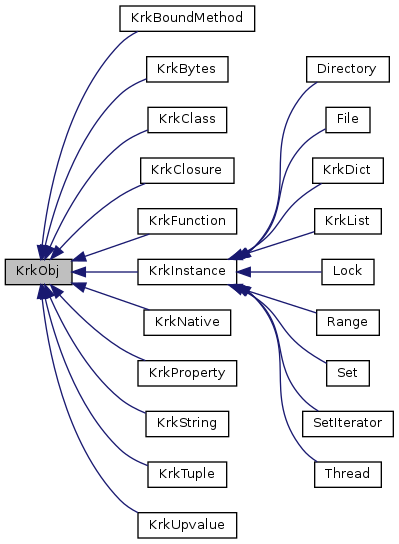 KrkObj
KrkBoundMethod
KrkBytes
KrkClass
KrkClosure
KrkFunction
KrkInstance
KrkNative
KrkProperty
KrkString
KrkTuple
KrkUpvalue
Directory
File
KrkDict
KrkList
Lock
Range
Set
SetIterator
Thread